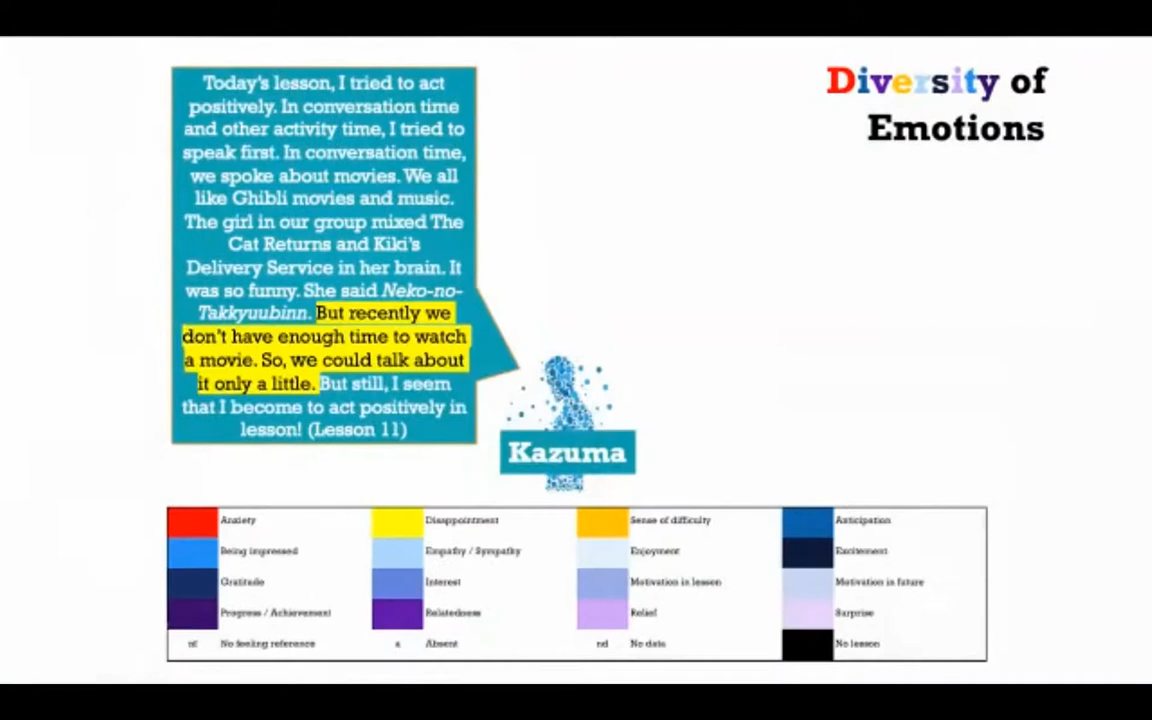 Diversity of
Emotions
Today's lesson, I tried to act
positively. In conversation time
and other activity time, I tried to
speak first. In conversation time,
we spoke about movies. We all
like Ghibli movies and music.
The girl in our group mixed The
Cat Returns and Kiki's
Delivery Service in her brain. It
was so funny. She said Neko-no-
Takkyuubinn. But recently we
don't have enough time to watch
a movie. So, we could talk about
it only a little. But still, I seem
that I become to act positively in
lesson! (Lesson 11)
Kazuma
Anxiety Disappointment Sense of difficulty Anticipation
Being impressed Empathy / Sympathy Enjoyment Excitement
Gratitude Interest Motivation in lesson Motivation in future
Progress / Achievement Relatedness Relief Surprise
nf No feeling reference a Absent nd No data No lesson